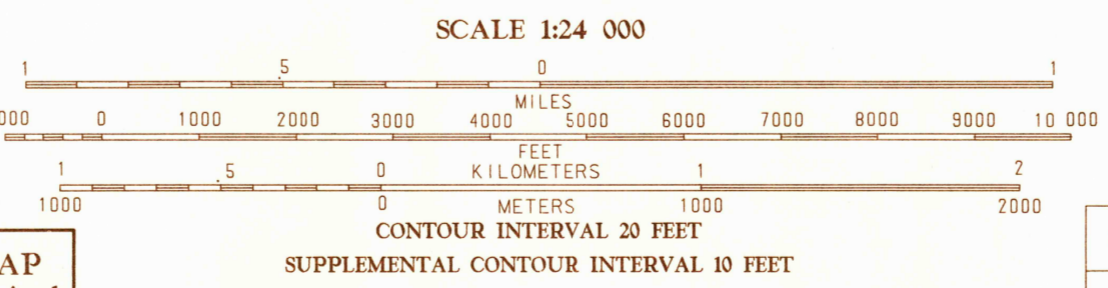 SCALE 1:24 000
1 .5 0 1
MILES
000 0 1000 2000 3000 4000 5000 6000 7000 8000 9000 10 000
FEET
1 .5 0 KILOMETERS 1 2
1000 0 METERS 1000 2000
CONTOUR INTERVAL 20 FEET
AP
SUPPLEMENTAL CONTOUR INTERVAL 10 FEET